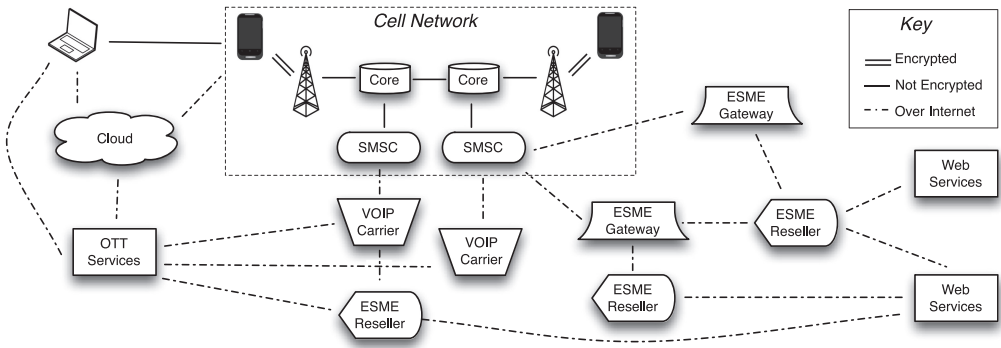 Cell Network
Key
Encrypted
Not Encrypted
Over Internet
Core
Core
ESME
Gateway
Cloud
SMSC
SMSC
Web
Services
VOIP
Carrier
ESME
Gateway
ESME
Reseller
OTT
Services
VOIP
Carrier
ESME
Reseller
ESME
Reseller
Web
Services